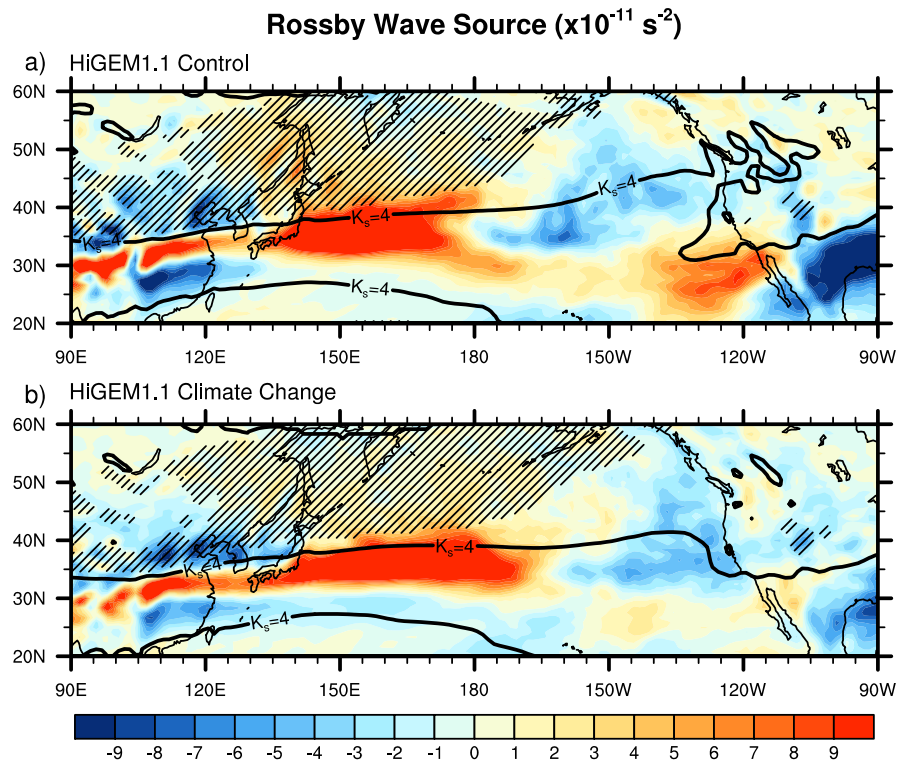 Rossby Wave Source (x10^-11 s^-2)
a) HiGEM1.1 Control
60N
50N
40N
30N
20N
Ks=4
Ks=4
Ks=4
Ks=4
90E 120E 150E 180 150W 120W 90W
b) HiGEM1.1 Climate Change
60N
50N
40N
30N
20N
Ks=4
Ks=4
Ks=4
90E 120E 150E 180 150W 120W 90W
-9 -8 -7 -6 -5 -4 -3 -2 -1 0 1 2 3 4 5 6 7 8 9